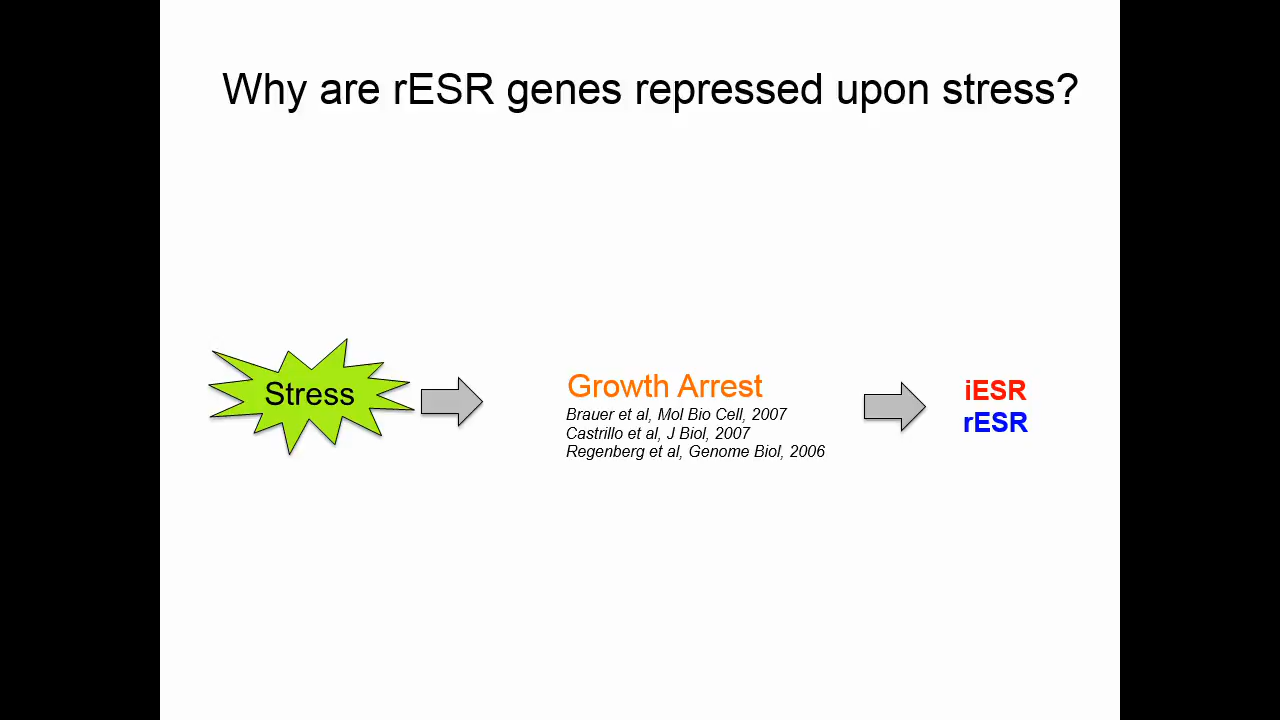 Why are rESR genes repressed upon stress?
Stress
Growth Arrest
Brauer et al, Mol Bio Cell, 2007
Castrillo et al, J Biol, 2007
Regenberg et al, Genome Biol, 2006
iESR
rESR